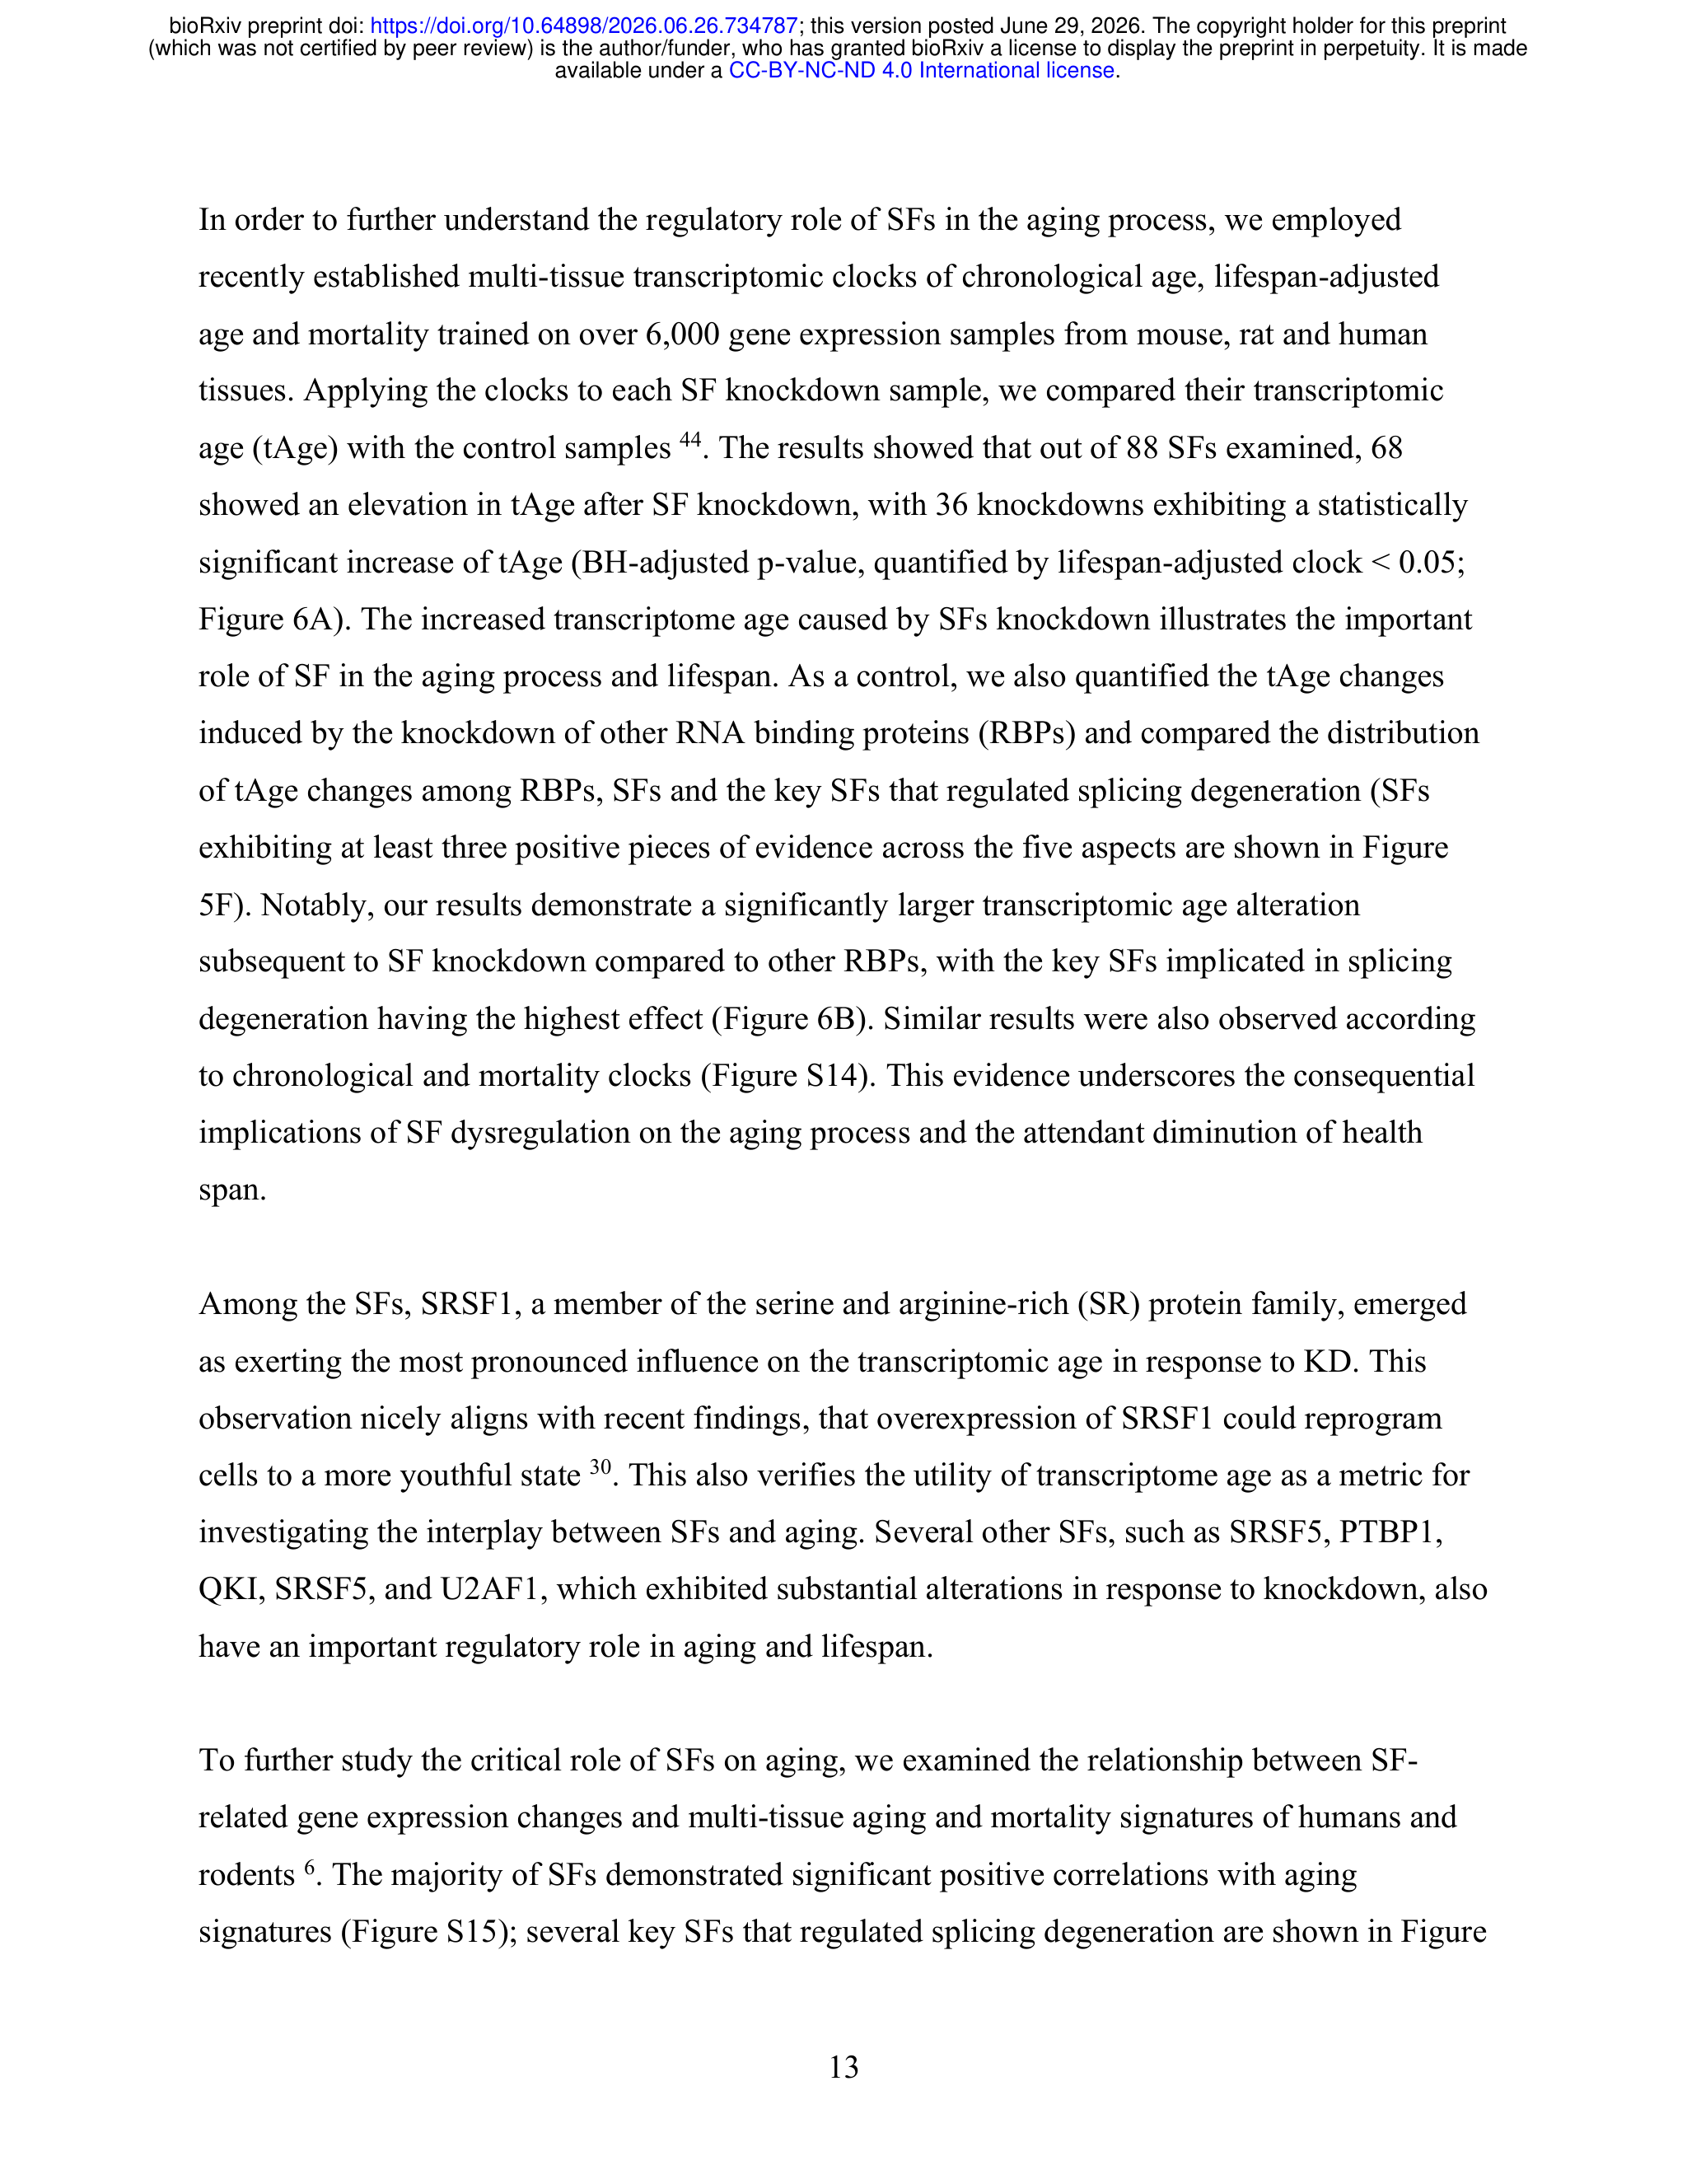 bioRxiv preprint doi: https://doi.org/10.64898/2026.06.26.734787; this version posted June 29, 2026. The copyright holder for this preprint
(which was not certified by peer review) is the author/funder, who has granted bioRxiv a license to display the preprint in perpetuity. It is made
available under a CC-BY-NC-ND 4.0 International license.
In order to further understand the regulatory role of SFs in the aging process, we employed
recently established multi-tissue transcriptomic clocks of chronological age, lifespan-adjusted
age and mortality trained on over 6,000 gene expression samples from mouse, rat and human
tissues. Applying the clocks to each SF knockdown sample, we compared their transcriptomic
age (tAge) with the control samples 44. The results showed that out of 88 SFs examined, 68
showed an elevation in tAge after SF knockdown, with 36 knockdowns exhibiting a statistically
significant increase of tAge (BH-adjusted p-value, quantified by lifespan-adjusted clock < 0.05;
Figure 6A). The increased transcriptome age caused by SFs knockdown illustrates the important
role of SF in the aging process and lifespan. As a control, we also quantified the tAge changes
induced by the knockdown of other RNA binding proteins (RBPs) and compared the distribution
of tAge changes among RBPs, SFs and the key SFs that regulated splicing degeneration (SFs
exhibiting at least three positive pieces of evidence across the five aspects are shown in Figure
5F). Notably, our results demonstrate a significantly larger transcriptomic age alteration
subsequent to SF knockdown compared to other RBPs, with the key SFs implicated in splicing
degeneration having the highest effect (Figure 6B). Similar results were also observed according
to chronological and mortality clocks (Figure S14). This evidence underscores the consequential
implications of SF dysregulation on the aging process and the attendant diminution of health
span.
Among the SFs, SRSF1, a member of the serine and arginine-rich (SR) protein family, emerged
as exerting the most pronounced influence on the transcriptomic age in response to KD. This
observation nicely aligns with recent findings, that overexpression of SRSF1 could reprogram
cells to a more youthful state 30. This also verifies the utility of transcriptome age as a metric for
investigating the interplay between SFs and aging. Several other SFs, such as SRSF5, PTBP1,
QKI, SRSF5, and U2AF1, which exhibited substantial alterations in response to knockdown, also
have an important regulatory role in aging and lifespan.
To further study the critical role of SFs on aging, we examined the relationship between SF-
related gene expression changes and multi-tissue aging and mortality signatures of humans and
rodents 6. The majority of SFs demonstrated significant positive correlations with aging
signatures (Figure S15); several key SFs that regulated splicing degeneration are shown in Figure
13